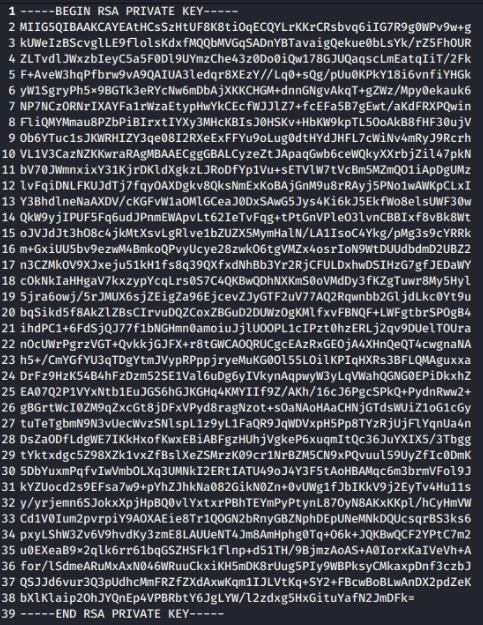 1 -----BEGIN RSA PRIVATE KEY-----
2 MIIG5QIBAAKCAYEAtHCsSzHtUF8K8tiOqECQYLrKKrCRsbvq6iIG7R9g0WPv9w+g
3 kUWeIzBScvglLE9flolsKdxfMQQbMVGqSADnYBTavaigQekue0bLsYk/rZ5FhOUR
4 ZLTvdlJWxzbIeyC5a5F0Dl9UYmzChe43z0Do0iQw178GJUQaqscLmEatqIiT/2Fk
5 F+AveW3hqPfbrw9vA9QAIUA3ledqr8XEzY//Lq0+sQg/pUu0KPkY18i6vnfiYHGk
6 yW1SgryPh5×9BGTk3eRYcNw6mDbAjXKKCHGM+dnnGNgvAkqT+gZWz/Mpy0ekauk6
7 NP7NCzORNrIXAYFa1rWzaEtypHwYkCEcfWJJlZ7+fcEFa5B7gEwt/aKdFRXPQwin
8 FliQMYMmau8PZbPiBIrxtIYXy3MHcKBIsJ0HSKv+HbKW9kpTL5OoAkB8fHF30ujV
9 Ob6YTuc1sJKWRHIZY3qe08I2RXeExFFYu9oLug0dtHYdJHFL7cWiNv4mRyJ9RcrH
10 VL1V3CazNZKKwraRAgMBAAECggGBALCyzeZtJApaqGwb6ceWQkyXXrbjZil47pkN
11 bV70JWmnxixY31KjrDKldXgkzLJRoDfYp1Vu+sETVlW7tVcBm5MZmQO1iApDgUMz
12 lvFqiDNLFKUJdTj7fqyOAXDgkv8QksNmExKoBAjGnM9u8rRAyj5PNo1wAWKpCLxI
13 Y3BhdlneNaAXDV/cKGFvW1aOMlGCeaJ0DxSAwG5Jys4Ki6kJ5EkfWo8elsUWF30w
14 QkW9yjIPUF5Fq6udJPnmEWApvLt62IeTvFqg+tPtGnVPleO3lvnCBBIxf8vBk8Wt
15 oJVJdJt3hO8c4jkMtXsvLgRlve1bZUZX5MymHalN/LA1IsoC4Ykg/pMg3s9cYRRk
16 m+GxiUU5bv9ezwM4BmkoQPvyUcye28zwkO6tgVMZx4osrIoN9WtDUUdbdmD2UBZ2
17 n3CZMkOV9XJxeju51kH1fs8q39QXfxdNhBb3Yr2RjCFULDxhwDSIHzG7gfJEDaWY
18 cOkNkIaHHgaV7kxzypYcqLrs0S7C4QKBwQDhNXKmS0oVMdDy3fKZgTuwr8My5Hyl
19 5jra6owj/5rJMUX6sjZEigZa96EjcevZJyGTF2uV77AQ2Rqwnbb2GljdLkc0Yt9u
20 bqSikd5f8AkZlZBsCIrvuDQZCoxZBGuD2DUWzOgKMlfxvFBNQF+LWFgtbrSPOgB4
21 ihdPC1+6FdSjQJ77f1bNGHmn0amoiuJjlUOOPL1cIPzt0hzERLj2qv9DUelTOUra
22 nOcUWrPgrzVGT+QvkkjGJFX+r8tGWCAOQRUCgcEAzRxGEOjA4XHnQeQT4cwgnaNA
23 h5+/CmYGfYU3qTDgYtmJVypRPppjryeMuKG0Ol55LOilKPIqHXRs3BFLQMAguxxa
24 DrFz9HzK54B4hFzDzm52SE1Val6uDg6yIVkynAqpwyW3yLqVWahQGNG0EPiDkxhZ
25 EA07Q2P1VYxNtb1EuJGS6hGJKGHq4KMYIIf9Z/AKh/16cJ6PgcSPkQ+PydnRww2+
26 gBGrtWcI0ZM9qZxcGt8jDFxVPyd8ragNzot+sOaNAoHAaCHNjGTdsWUiZ1oG1cGy
27 tuTeTgbmN9N3vUecWvzSNlspL1z9yL1FaQR9JqWDVxpH5Pp8TYzRjUjFlYqnUa4n
28 DsZaODfLdgWE7IKkHxofKwxEBiABFgzHUhjVgkeP6xuqmItQc36JuYXIX5/3Tbgg
29 tYktxdgc5Z98XZk1vxZfBslXeZSMrzK09cr1NrBZM5CN9xPQvuul59UyZfIc0DmK
30 5DbYuxmPqfvIwVmbOLXq3UMNkI2ERtIATU49oJ4Y3F5tAoHBAMqc6m3brmVFol9J
31 kYZUocd2s9EFsa7w9+pYhZJhkNa082GikN0Zn+0vUWg1fJbIKkV9j2EyTv4Hu11s
32 y/yrjemn6SJokxXpjHpBQ0vlYxtxrPBhTEYmPyPtynL87OyN8AKxKKpl/hCyHmVW
33 Cd1V0Ium2pvrpiY9AOXAEie8Tr1QOGN2bRnyGBZNphDEpUNeMNkDQUcsqrBS3ks6
34 pxyLShW3Zv6V9hvdKy3zmE8LAUUeNT4Jm8AmHphg0Tq+O6k+JQKBwQCF2YPtC7m2
35 u0EXeaB9×2qlk6rr61bqGSZHSFk1flnp+d51TH/9BjmzAoAS+A0IorxKaIVeVh+A
36 for/lSdmeARuMxAxN046WRuuCkxiKH5mDK8rUug5PIy9WBPksyCMkaxpDnf3czbJ
37 QSJJd6vur3Q3pUdhcMmFRZfZXdAxwKqm1IJLVtKq+SY2+FBcwBoBLwAnDX2pdZeK
38 bXlKlaip2OhJYQnEp4VPBRbtY6JgLYW/l2zdxg5HxGituYafN2JmDFk=
39 -----END RSA PRIVATE KEY-----